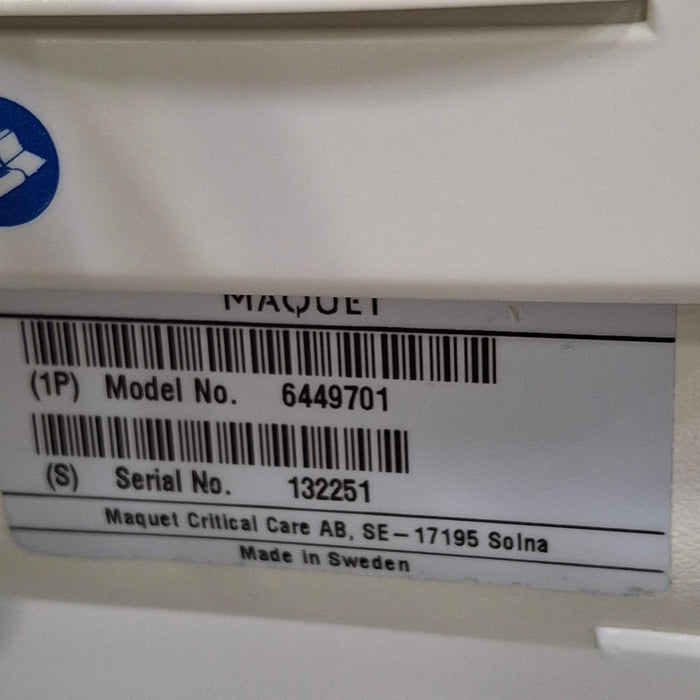 MAQUET
(1P) Model No. 6449701
(S) Serial No. 132251
Maquet Critical Care AB, SE-17195 Solna
Made in Sweden